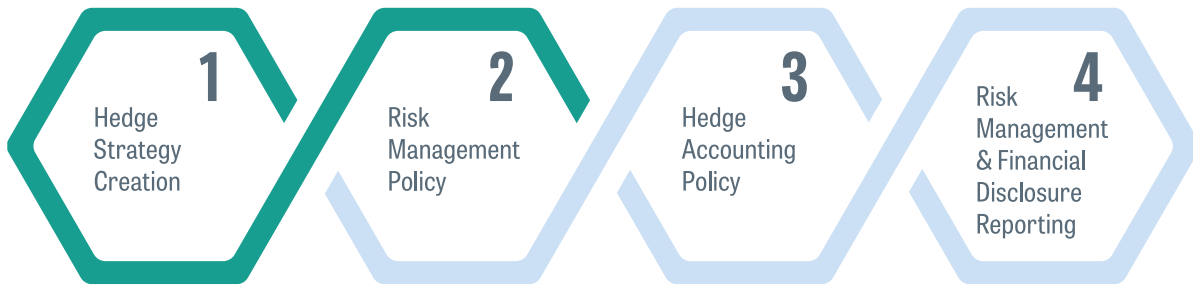 1
Hedge
Strategy
Creation
2
Risk
Management
Policy
3
Hedge
Accounting
Policy
4
Risk
Management
& Financial
Disclosure
Reporting